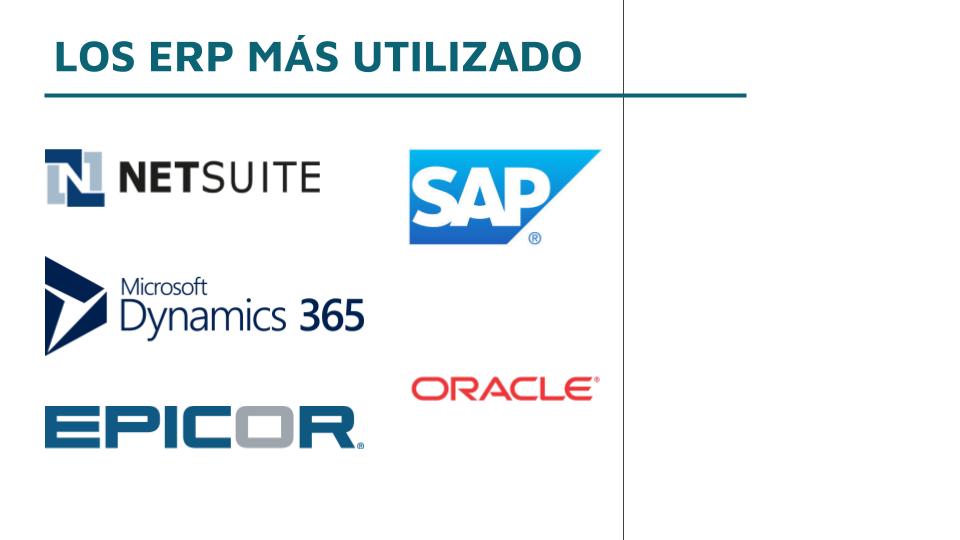 LOS ERP MÁS UTILIZADO
N NETSUITE
SAP
®
Microsoft
Dynamics 365
ORACLE®
EPICOR®